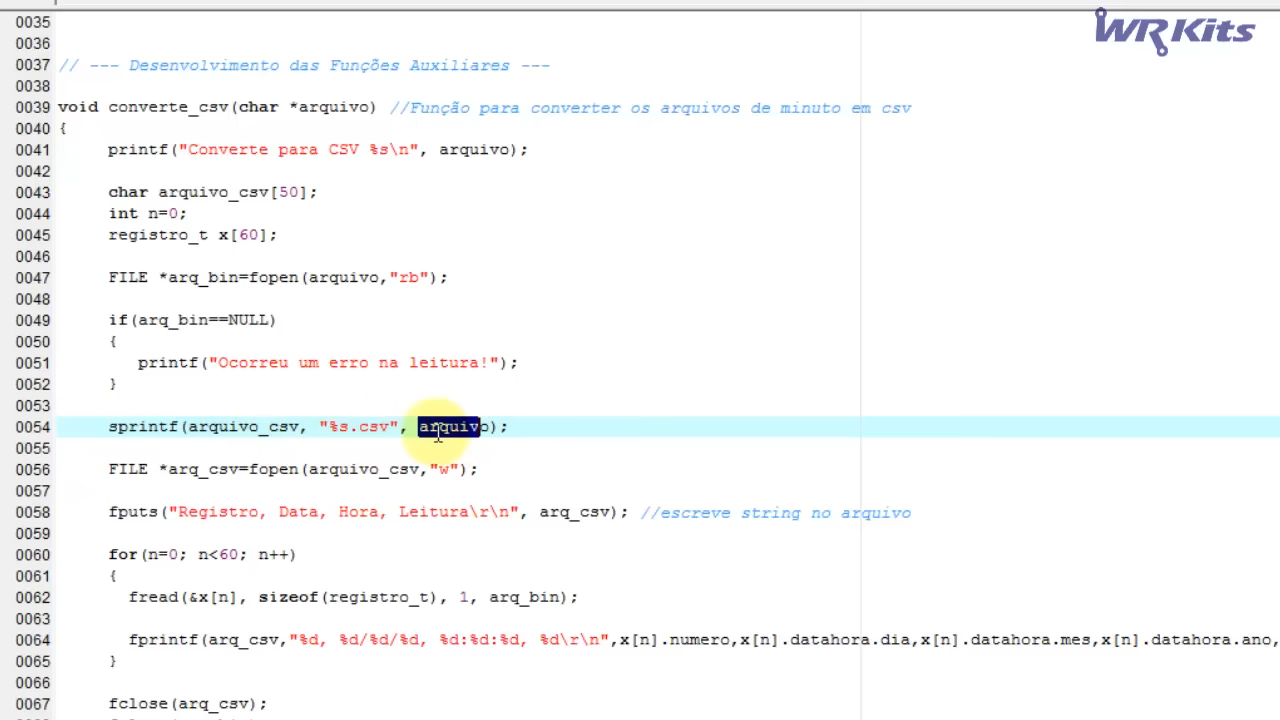 WR Kits
0035
0036
0037 // --- Desenvolvimento das Funções Auxiliares ---
0038
0039 void converte_csv(char *arquivo) //Função para converter os arquivos de minuto em csv
0040 {
0041 printf("Converte para CSV %s\n", arquivo);
0042
0043 char arquivo_csv[50];
0044 int n=0;
0045 registro_t x[60];
0046
0047 FILE *arq_bin=fopen(arquivo,"rb");
0048
0049 if(arq_bin==NULL)
0050 {
0051 printf("Ocorreu um erro na leitura!");
0052 }
0053
0054 sprintf(arquivo_csv, "%s.csv", arquivo);
0055
0056 FILE *arq_csv=fopen(arquivo_csv,"w");
0057
0058 fputs("Registro, Data, Hora, Leitura\r\n", arq_csv); //escreve string no arquivo
0059
0060 for(n=0; n<60; n++)
0061 {
0062 fread(&x[n], sizeof(registro_t), 1, arq_bin);
0063
0064 fprintf(arq_csv,"%d, %d/%d/%d, %d:%d:%d, %d\r\n",x[n].numero,x[n].datahora.dia,x[n].datahora.mes,x[n].datahora.ano,
0065 }
0066
0067 fclose(arq_csv);